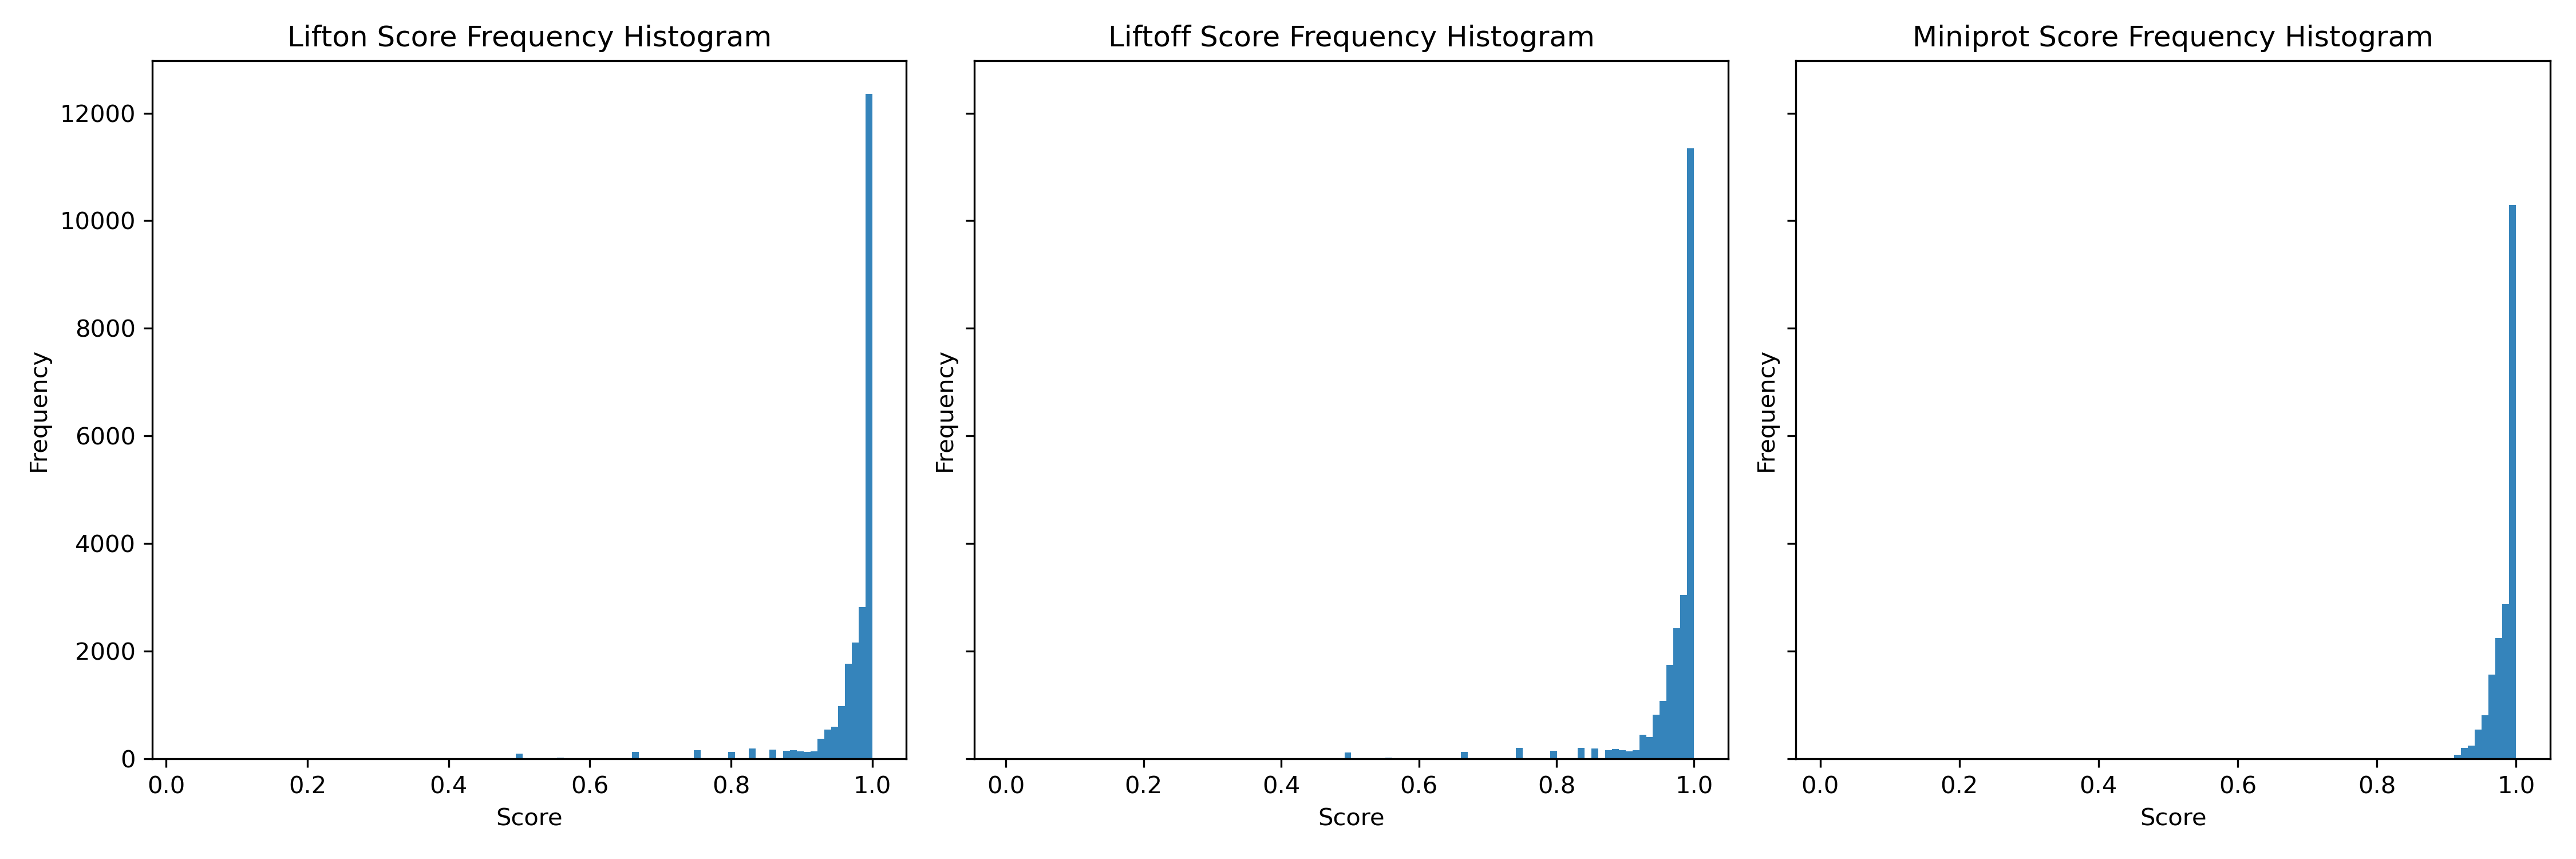 Lifton Score Frequency Histogram
Frequency
12000
10000
8000
6000
4000
2000
0
0.0 0.2 0.4 0.6 0.8 1.0
Score
Liftoff Score Frequency Histogram
Frequency
0.0 0.2 0.4 0.6 0.8 1.0
Score
Miniprot Score Frequency Histogram
Frequency
0.0 0.2 0.4 0.6 0.8 1.0
Score